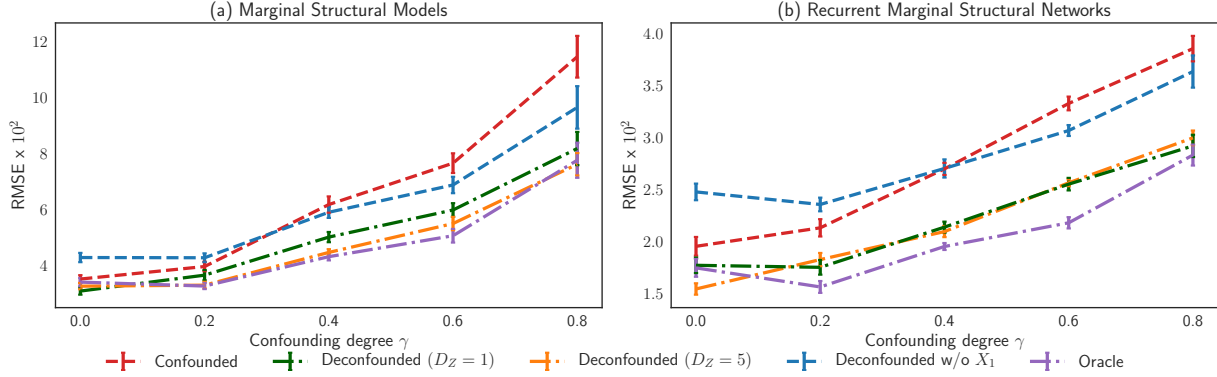 (a) Marginal Structural Models
12
10
8
6
4
RMSE x 10²
0.0 0.2 0.4 0.6 0.8
Confounding degree γ
(b) Recurrent Marginal Structural Networks
4.0
3.5
3.0
2.5
2.0
1.5
RMSE x 10²
0.0 0.2 0.4 0.6 0.8
Confounding degree γ
Confounded Deconfounded (D_Z = 1) Deconfounded (D_Z = 5) Deconfounded w/o X₁ Oracle